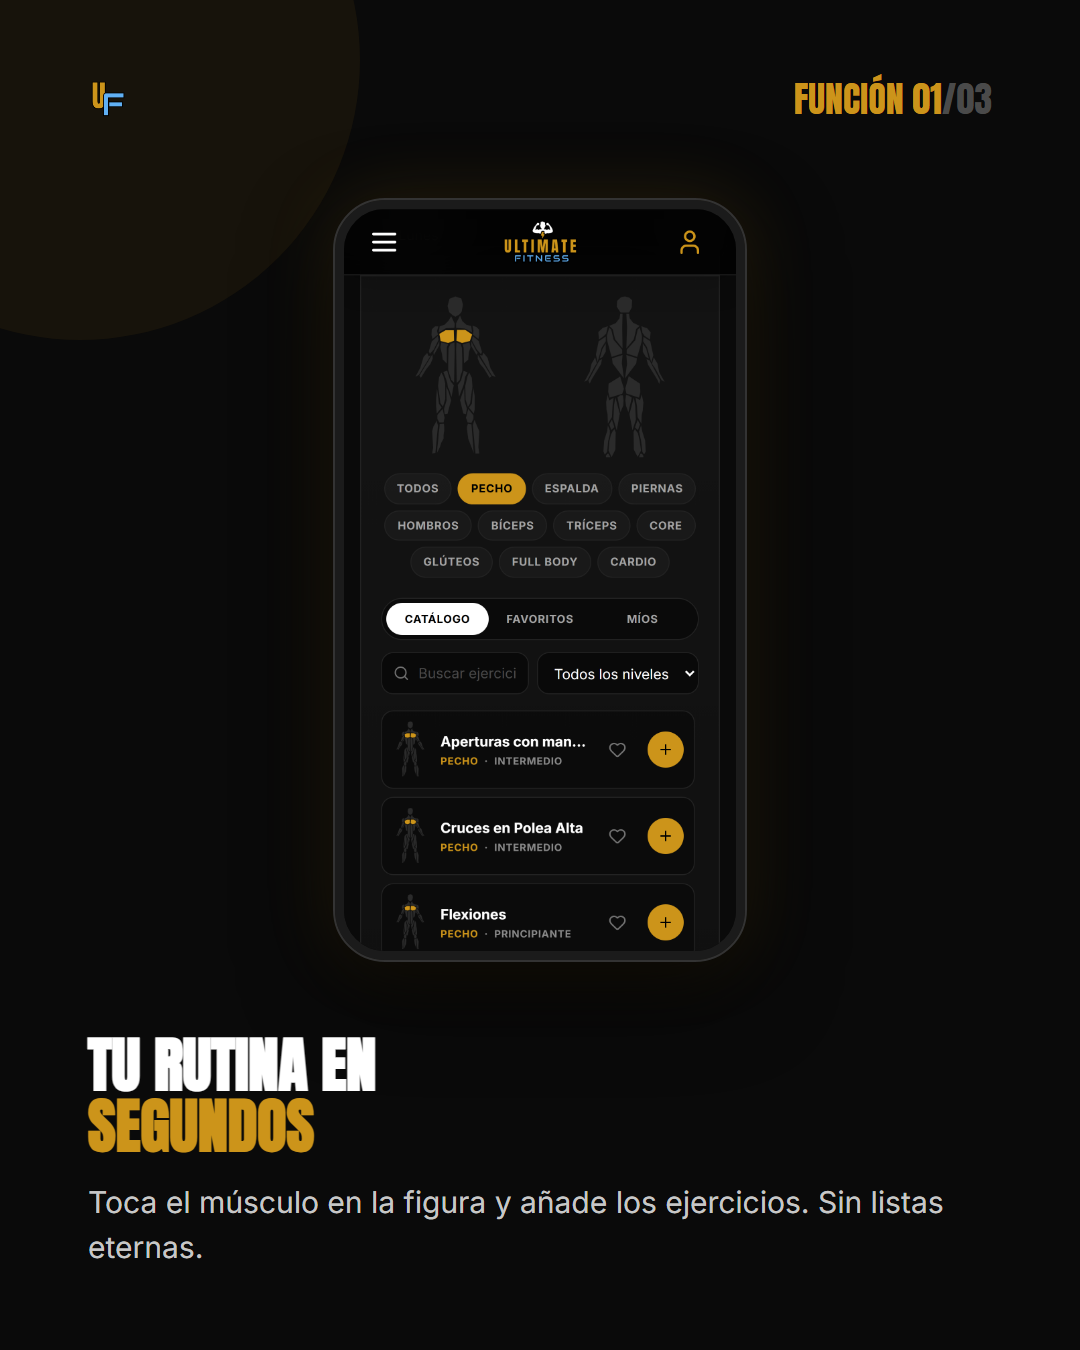 UF
FUNCIÓN 01/03
ULTIMATE
FITNESS
TODOS
PECHO
ESPALDA
PIERNAS
HOMBROS
BÍCEPS
TRÍCEPS
CORE
GLÚTEOS
FULL BODY
CARDIO
CATÁLOGO
FAVORITOS
MÍOS
Buscar ejercici
Todos los niveles
Aperturas con man...
PECHO · INTERMEDIO
Cruces en Polea Alta
PECHO · INTERMEDIO
Flexiones
PECHO · PRINCIPIANTE
TU RUTINA EN
SEGUNDOS
Toca el músculo en la figura y añade los ejercicios. Sin listas
eternas.